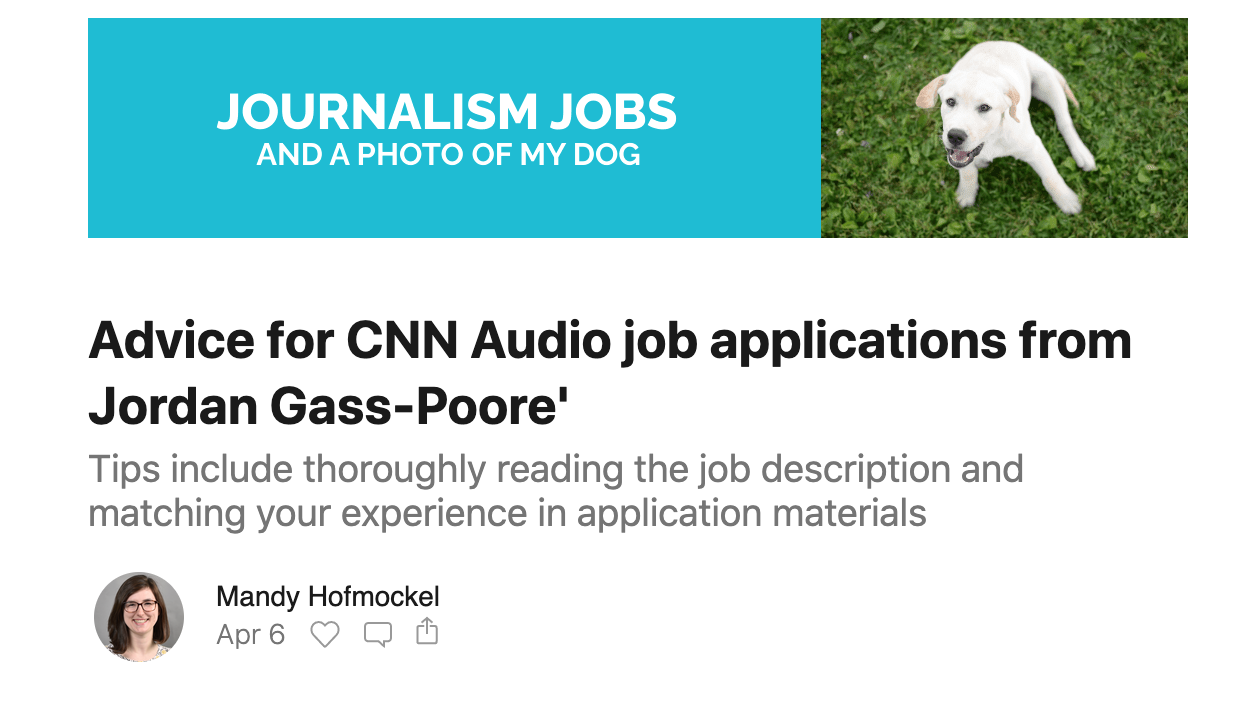 JOURNALISM JOBS
AND A PHOTO OF MY DOG
Advice for CNN Audio job applications from
Jordan Gass-Poore'
Tips include thoroughly reading the job description and
matching your experience in application materials
Mandy Hofmockel
Apr 6